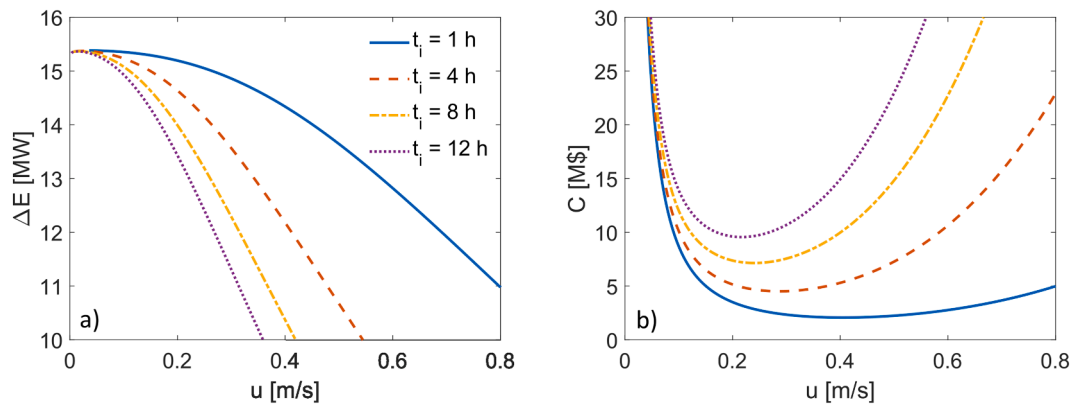 16
15
14
13
12
11
10
ΔE [MW]
t_i = 1 h
t_i = 4 h
t_i = 8 h
t_i = 12 h
a)
0
0.2
0.4
0.6
0.8
u [m/s]
30
25
20
15
10
5
0
C [M$]
b)
0
0.2
0.4
0.6
0.8
u [m/s]